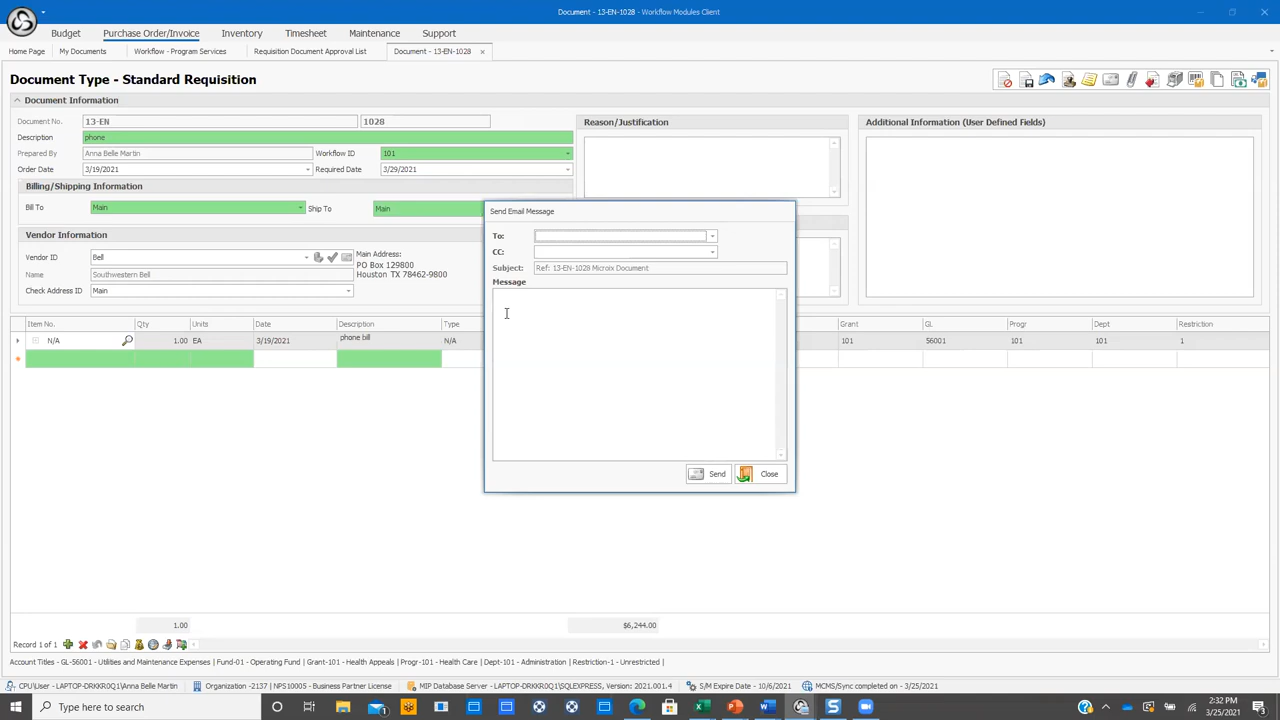 Document - 13-EN-1028 - Workflow Modules Client
Budget Purchase Order/Invoice Inventory Timesheet Maintenance Support
Home Page My Documents Workflow - Program Services Requisition Document Approval List Document - 13-EN-1028
Document Type - Standard Requisition
Document Information
Document No. 13-EN 1028
Description phone
Prepared By Anna Belle Martin Workflow ID 101
Order Date 3/19/2021 Required Date 3/29/2021
Billing/Shipping Information
Bill To Main Ship To Main
Vendor Information
Vendor ID Bell
Name Southwestern Bell
Check Address ID Main
Main Address:
PO Box 129800
Houston TX 78462-9800
Reason/Justification
Additional Information (User Defined Fields)
Send Email Message
To:
CC:
Subject: Ref: 13-EN-1028 Microix Document
Message
Send Close
Item No. Qty Units Date Description Type Grant GL Progr Dept Restriction
N/A 1.00 EA 3/19/2021 phone bill N/A 101 56001 101 101 1
1.00 $6,244.00
Record 1 of 1
Account Titles - GL-56001 - Utilities and Maintenance Expenses | Fund-01 - Operating Fund | Grant-101 - Health Appeals | Progr-101 - Health Care | Dept-101 - Administration | Restriction-1 - Unrestricted |
CPU\User - LAPTOP-DRKKR0Q1\Anna Belle Martin Organization -2137 | NPS10005 - Business Partner License MIP Database Server - LAPTOP-DRKKR0Q1\SQLEXPRESS, Version: 2021.001.4 S/M Expire Date - 10/6/2021 MCMS/Sync completed on - 3/25/2021
Type here to search
2:32 PM
3/25/2021